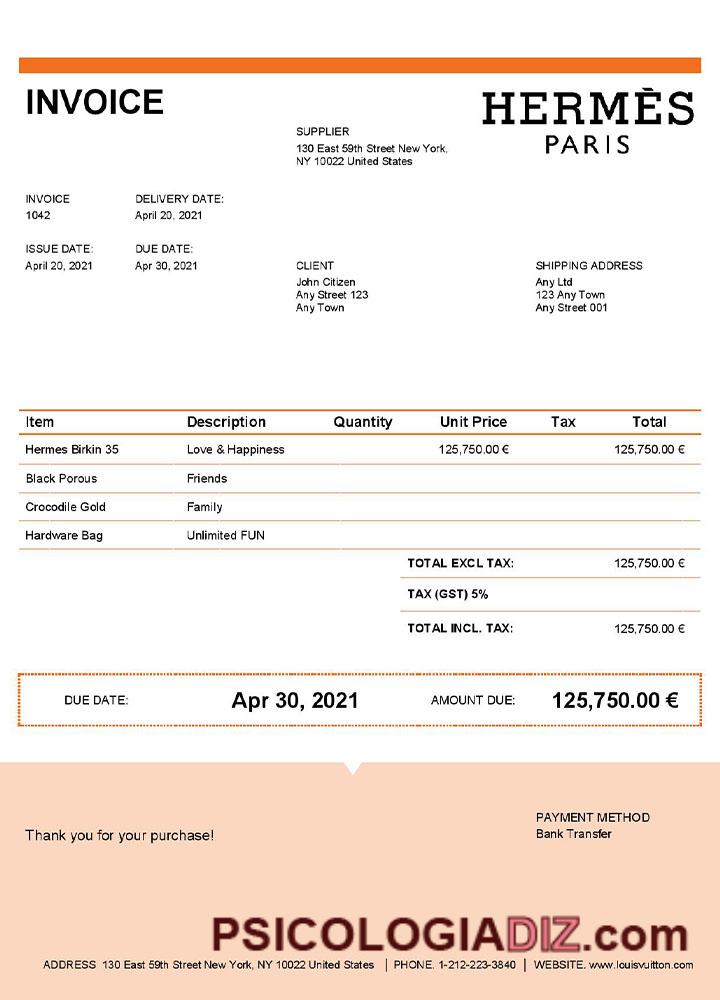 INVOICE
HERMÈS
PARIS
SUPPLIER
130 East 59th Street New York,
NY 10022 United States
INVOICE DELIVERY DATE:
1042 April 20, 2021
ISSUE DATE: DUE DATE:
April 20, 2021 Apr 30, 2021
CLIENT
John Citizen
Any Street 123
Any Town
SHIPPING ADDRESS
Any Ltd
123 Any Town
Any Street 001
Item Description Quantity Unit Price Tax Total
Hermes Birkin 35 Love & Happiness 125,750.00 € 125,750.00 €
Black Porous Friends
Crocodile Gold Family
Hardware Bag Unlimited FUN
TOTAL EXCL TAX: 125,750.00 €
TAX (GST) 5%
TOTAL INCL. TAX: 125,750.00 €
DUE DATE: Apr 30, 2021 AMOUNT DUE: 125,750.00 €
Thank you for your purchase!
PAYMENT METHOD
Bank Transfer
PSICOLOGIADIZ.com
ADDRESS 130 East 59th Street New York, NY 10022 United States | PHONE. 1-212-223-3840 | WEBSITE. www.louisvuitton.com